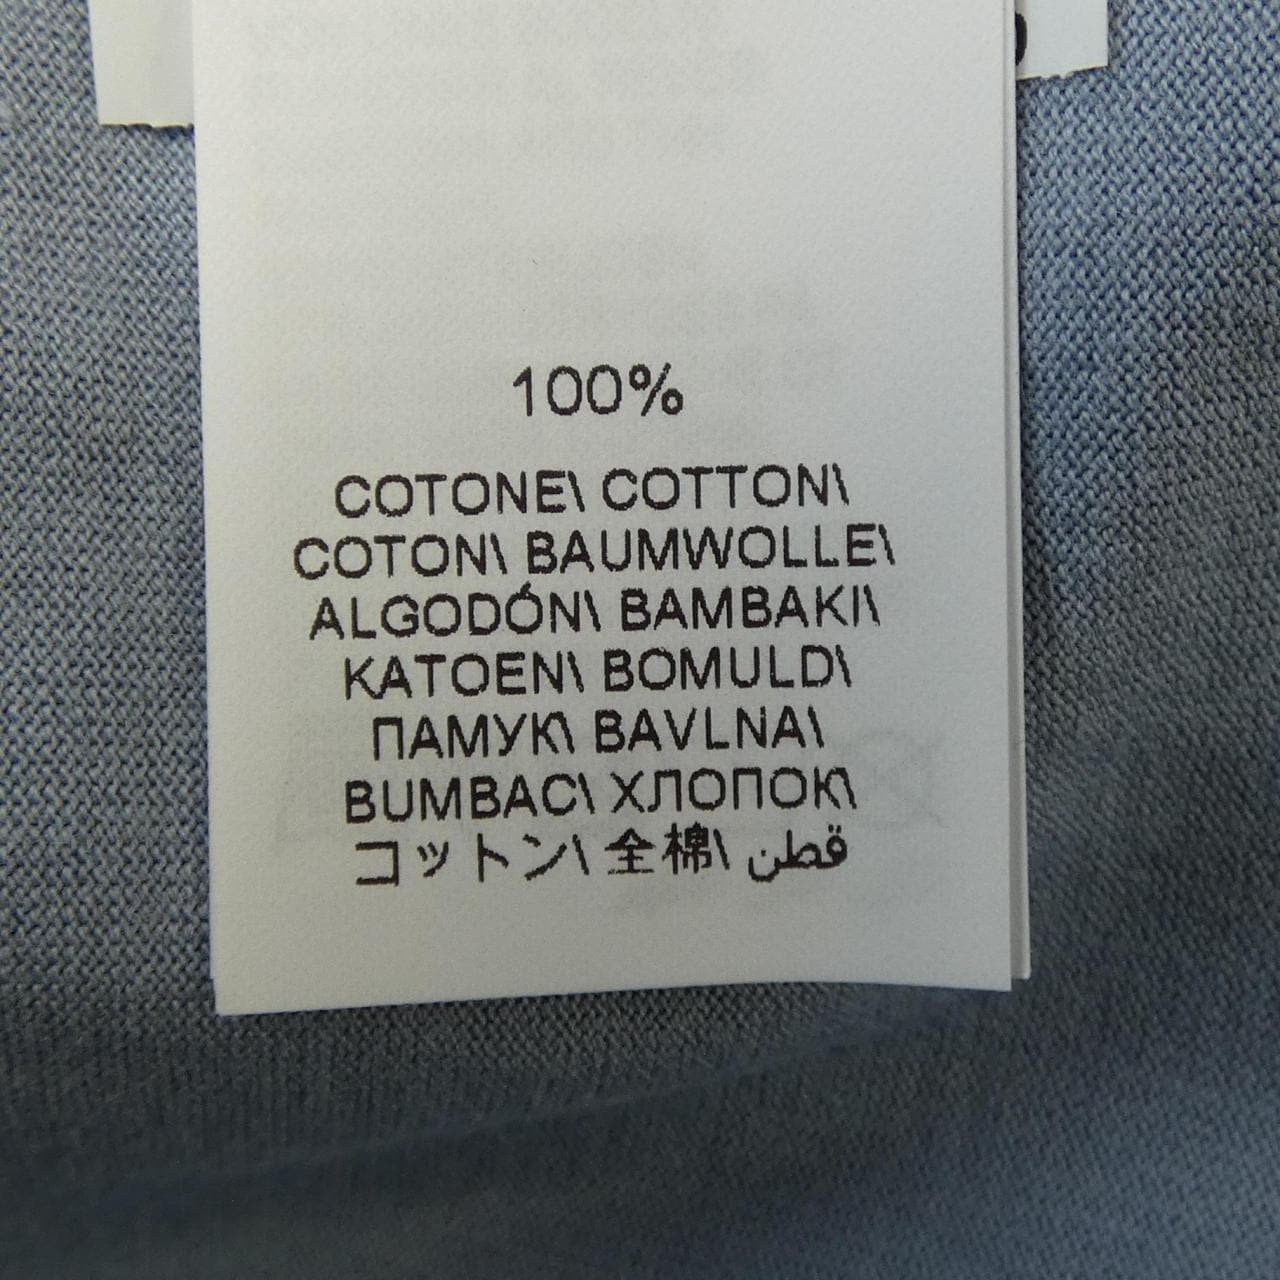 100%
COTONE\ COTTON\
COTON\ BAUMWOLLE\
ALGODÓN\ BAMBAKI\
KATOEN\ BOMULD\
ПАМУК\ BAVLNA\
BUMBAC\ ХЛОПОК\
コットン\ 全棉\ قطن